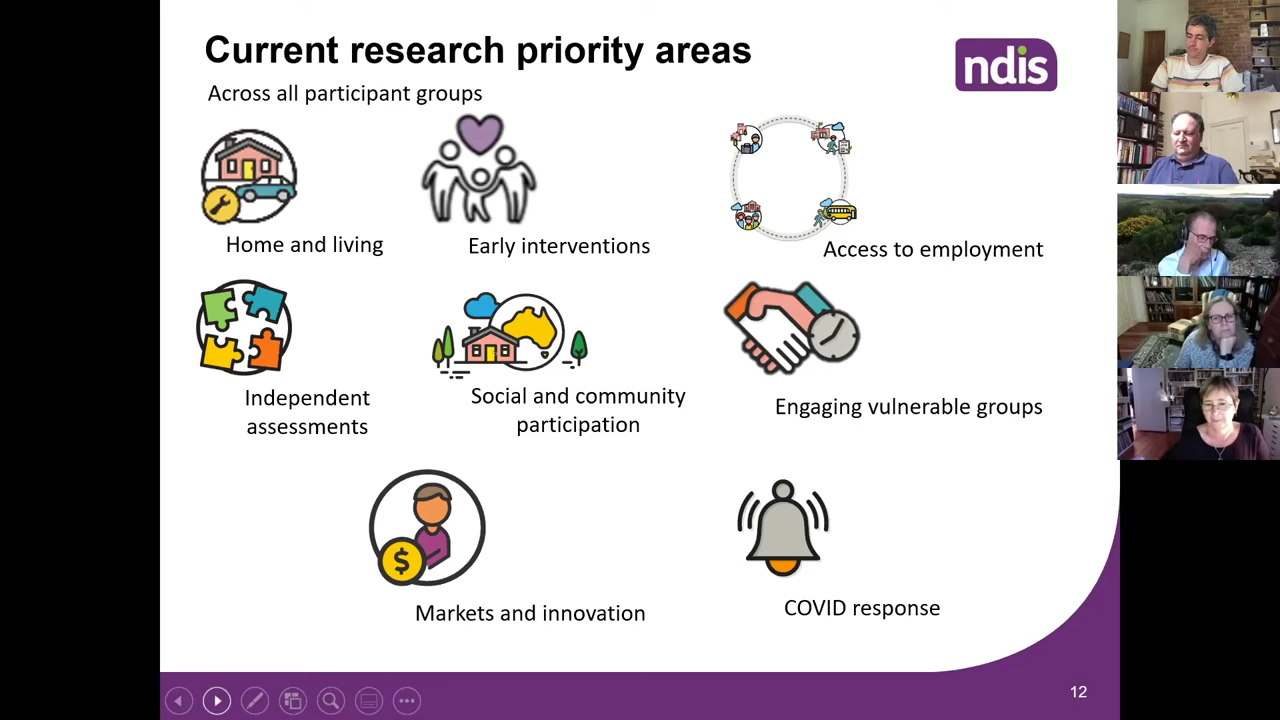 Current research priority areas
ndis
Across all participant groups
Home and living
Early interventions
Access to employment
Independent
assessments
Social and community
participation
Engaging vulnerable groups
$
Markets and innovation
COVID response
12